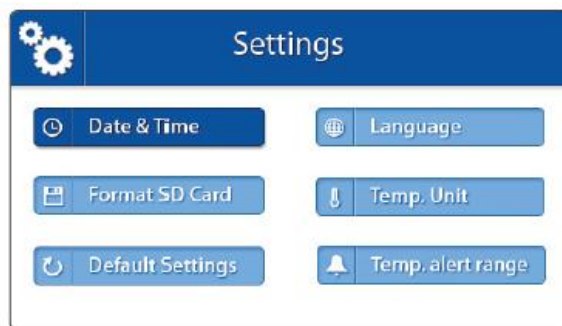 Settings
Date & Time
Language
Format SD Card
Temp. Unit
Default Settings
Temp. alert range